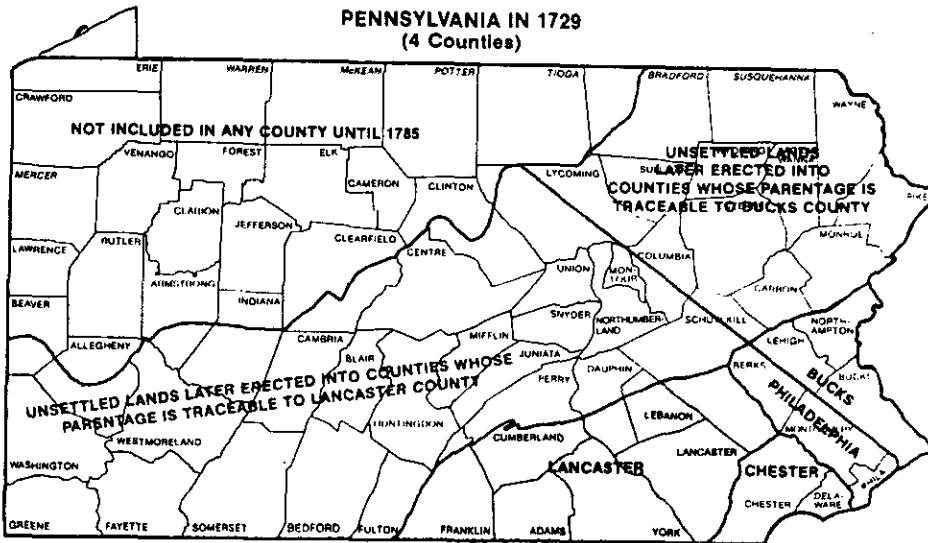 PENNSYLVANIA IN 1729
(4 Counties)
ERIE
WARREN
McKEAN
POTTER
TIOGA
BRADFORD
SUSQUEHANNA
CRAWFORD
WAYNE
NOT INCLUDED IN ANY COUNTY UNTIL 1785
VENANGO
FOREST
ELK
UNSETTLED LANDS
LATER ERECTED INTO
COUNTIES WHOSE PARENTAGE IS
TRACEABLE TO BUCKS COUNTY
MERCER
CAMERON
CLINTON
LYCOMING
PIKE
CLARION
JEFFERSON
CLEARFIELD
CENTRE
MONROE
LAWRENCE
BUTLER
UNION
MON-
TOUR
COLUMBIA
ARMSTRONG
CARBON
BEAVER
INDIANA
SNYDER
NORTHUMBER-
LAND
SCHUYLKILL
NORTH-
AMPTON
LEHIGH
ALLEGHENY
CAMBRIA
BLAIR
MIFFLIN
JUNIATA
PERRY
DAUPHIN
BERKS
BUCKS
BUCKS
UNSETTLED LANDS LATER ERECTED INTO COUNTIES WHOSE
PARENTAGE IS TRACEABLE TO LANCASTER COUNTY
HUNTINGDON
LEBANON
PHILADELPHIA
MONTGOMERY
WESTMORELAND
CUMBERLAND
LANCASTER
WASHINGTON
LANCASTER
CHESTER
PHILA
CHESTER
DELA-
WARE
GREENE
FAYETTE
SOMERSET
BEDFORD
FULTON
FRANKLIN
ADAMS
YORK